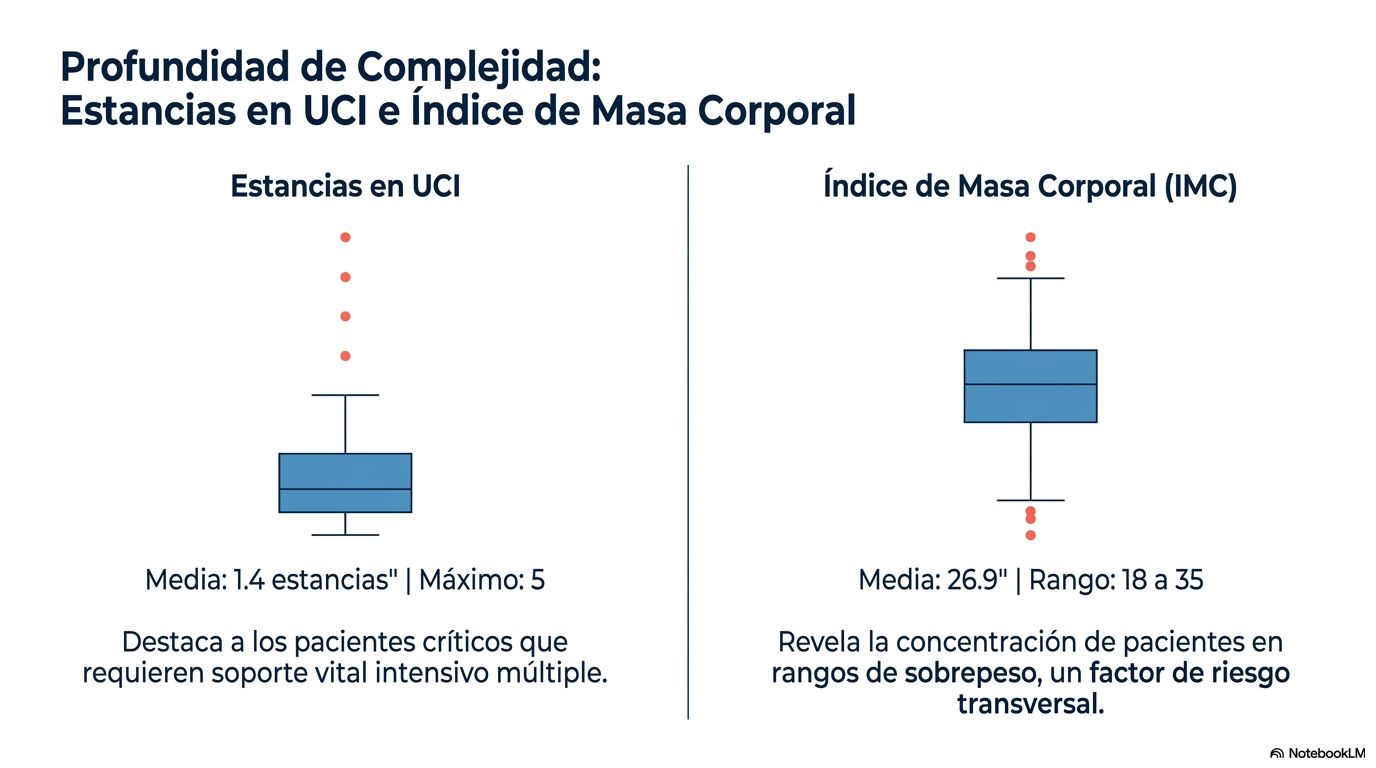 Profundidad de Complejidad:
Estancias en UCI e Índice de Masa Corporal
Estancias en UCI
Media: 1.4 estancias" | Máximo: 5
Destaca a los pacientes críticos que
requieren soporte vital intensivo múltiple.
Índice de Masa Corporal (IMC)
Media: 26.9" | Rango: 18 a 35
Revela la concentración de pacientes en
rangos de sobrepeso, un factor de riesgo
transversal.
NotebookLM